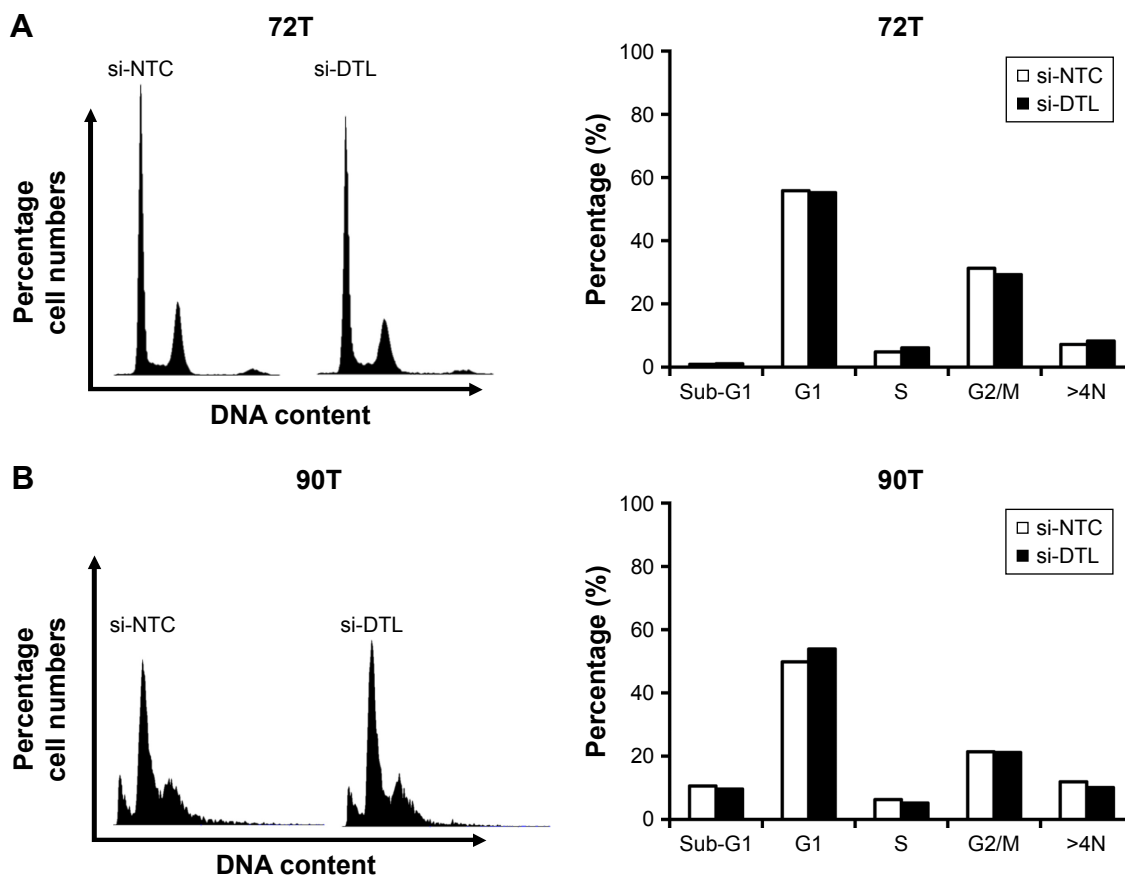 A
72T
si-NTC
si-DTL
Percentage
cell numbers
DNA content
72T
si-NTC
si-DTL
Percentage (%)
100
80
60
40
20
0
Sub-G1 G1 S G2/M >4N
B
90T
si-NTC
si-DTL
Percentage
cell numbers
DNA content
90T
si-NTC
si-DTL
Percentage (%)
100
80
60
40
20
0
Sub-G1 G1 S G2/M >4N